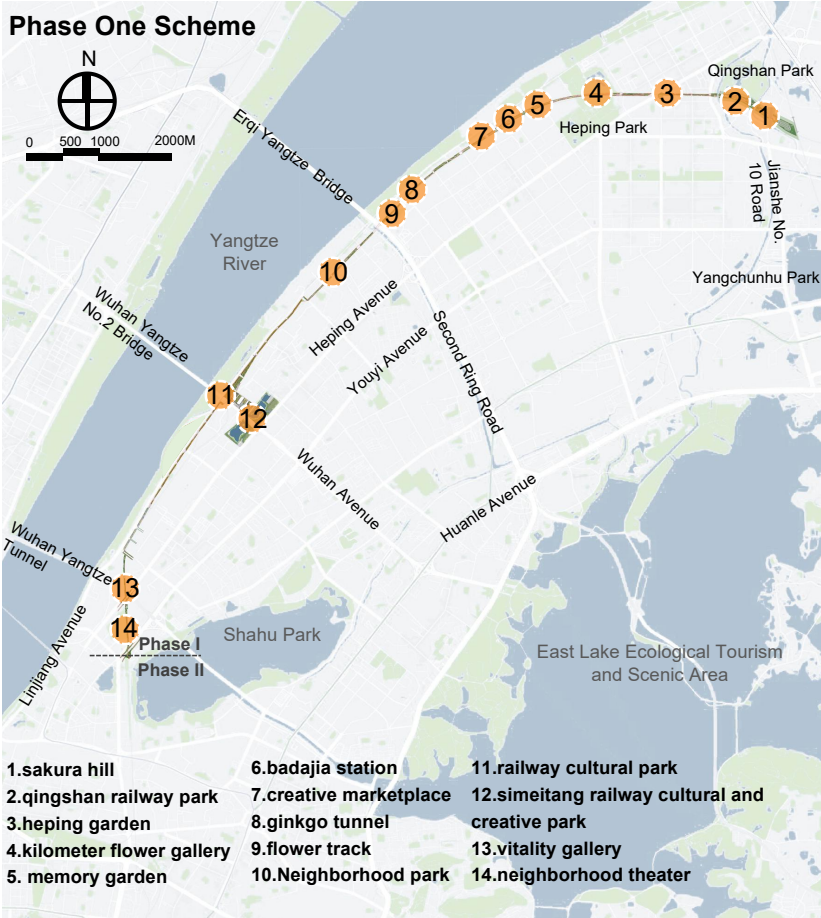 Phase One Scheme
N
0 500 1000 2000M
Qingshan Park
1
2
3
4
5
6
7
Heping Park
Erqi Yangtze Bridge
8
9
Jianshe No.
10 Road
Yangtze
River
10
Yangchunhu Park
Wuhan Yangtze
No.2 Bridge
Heping Avenue
Youyi Avenue
Second Ring Road
11
12
Wuhan Avenue
Huanle Avenue
Wuhan Yangtze
Tunnel
13
14
Linjiang Avenue
Phase I
Phase II
Shahu Park
East Lake Ecological Tourism
and Scenic Area
1.sakura hill
2.qingshan railway park
3.heping garden
4.kilometer flower gallery
5. memory garden
6.badajia station
7.creative marketplace
8.ginkgo tunnel
9.flower track
10.Neighborhood park
11.railway cultural park
12.simeitang railway cultural and
creative park
13.vitality gallery
14.neighborhood theater